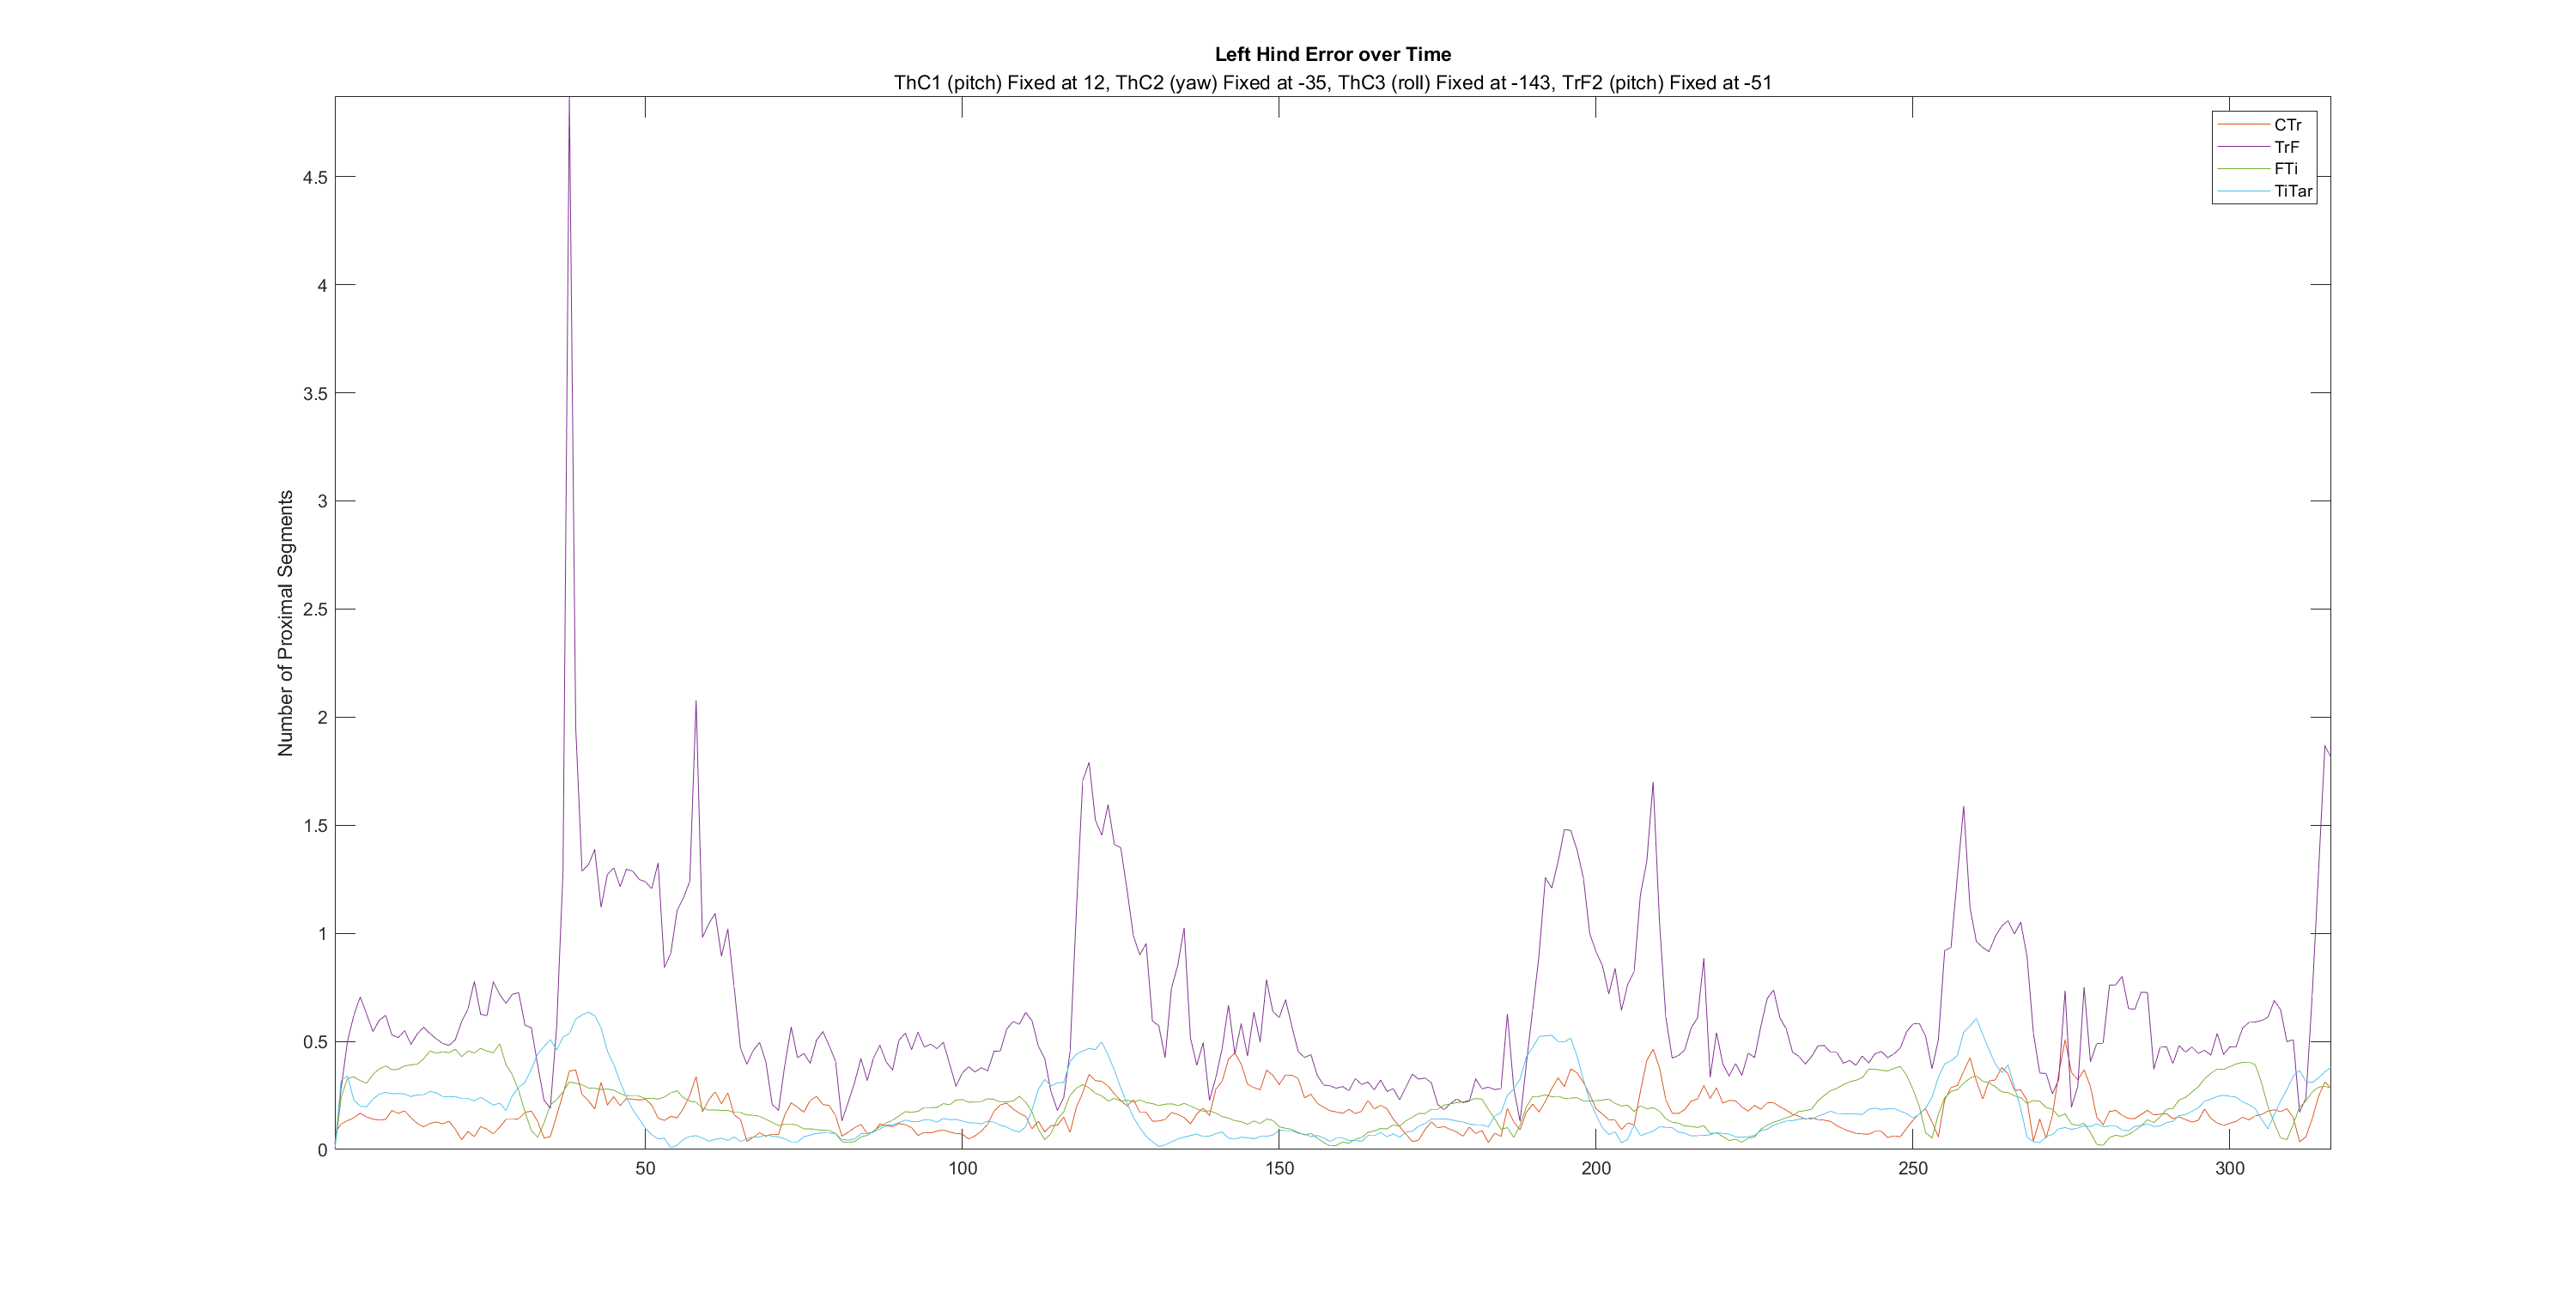 Left Hind Error over Time
ThC1 (pitch) Fixed at 12, ThC2 (yaw) Fixed at -35, ThC3 (roll) Fixed at -143, TrF2 (pitch) Fixed at -51
CTr
TrF
FTi
TiTar
Number of Proximal Segments
4.5
4
3.5
3
2.5
2
1.5
1
0.5
0
50 100 150 200 250 300